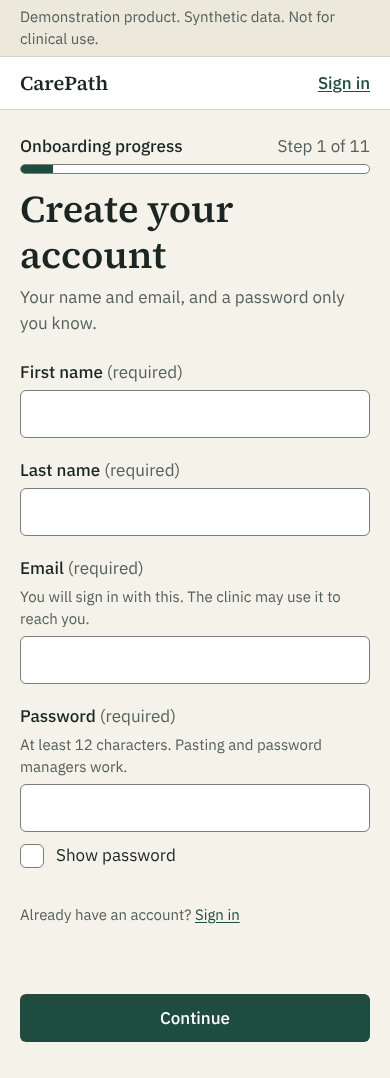 Demonstration product. Synthetic data. Not for
clinical use.
CarePath
Sign in
Onboarding progress
Step 1 of 11
Create your
account
Your name and email, and a password only
you know.
First name (required)
Last name (required)
Email (required)
You will sign in with this. The clinic may use it to
reach you.
Password (required)
At least 12 characters. Pasting and password
managers work.
Show password
Already have an account? Sign in
Continue